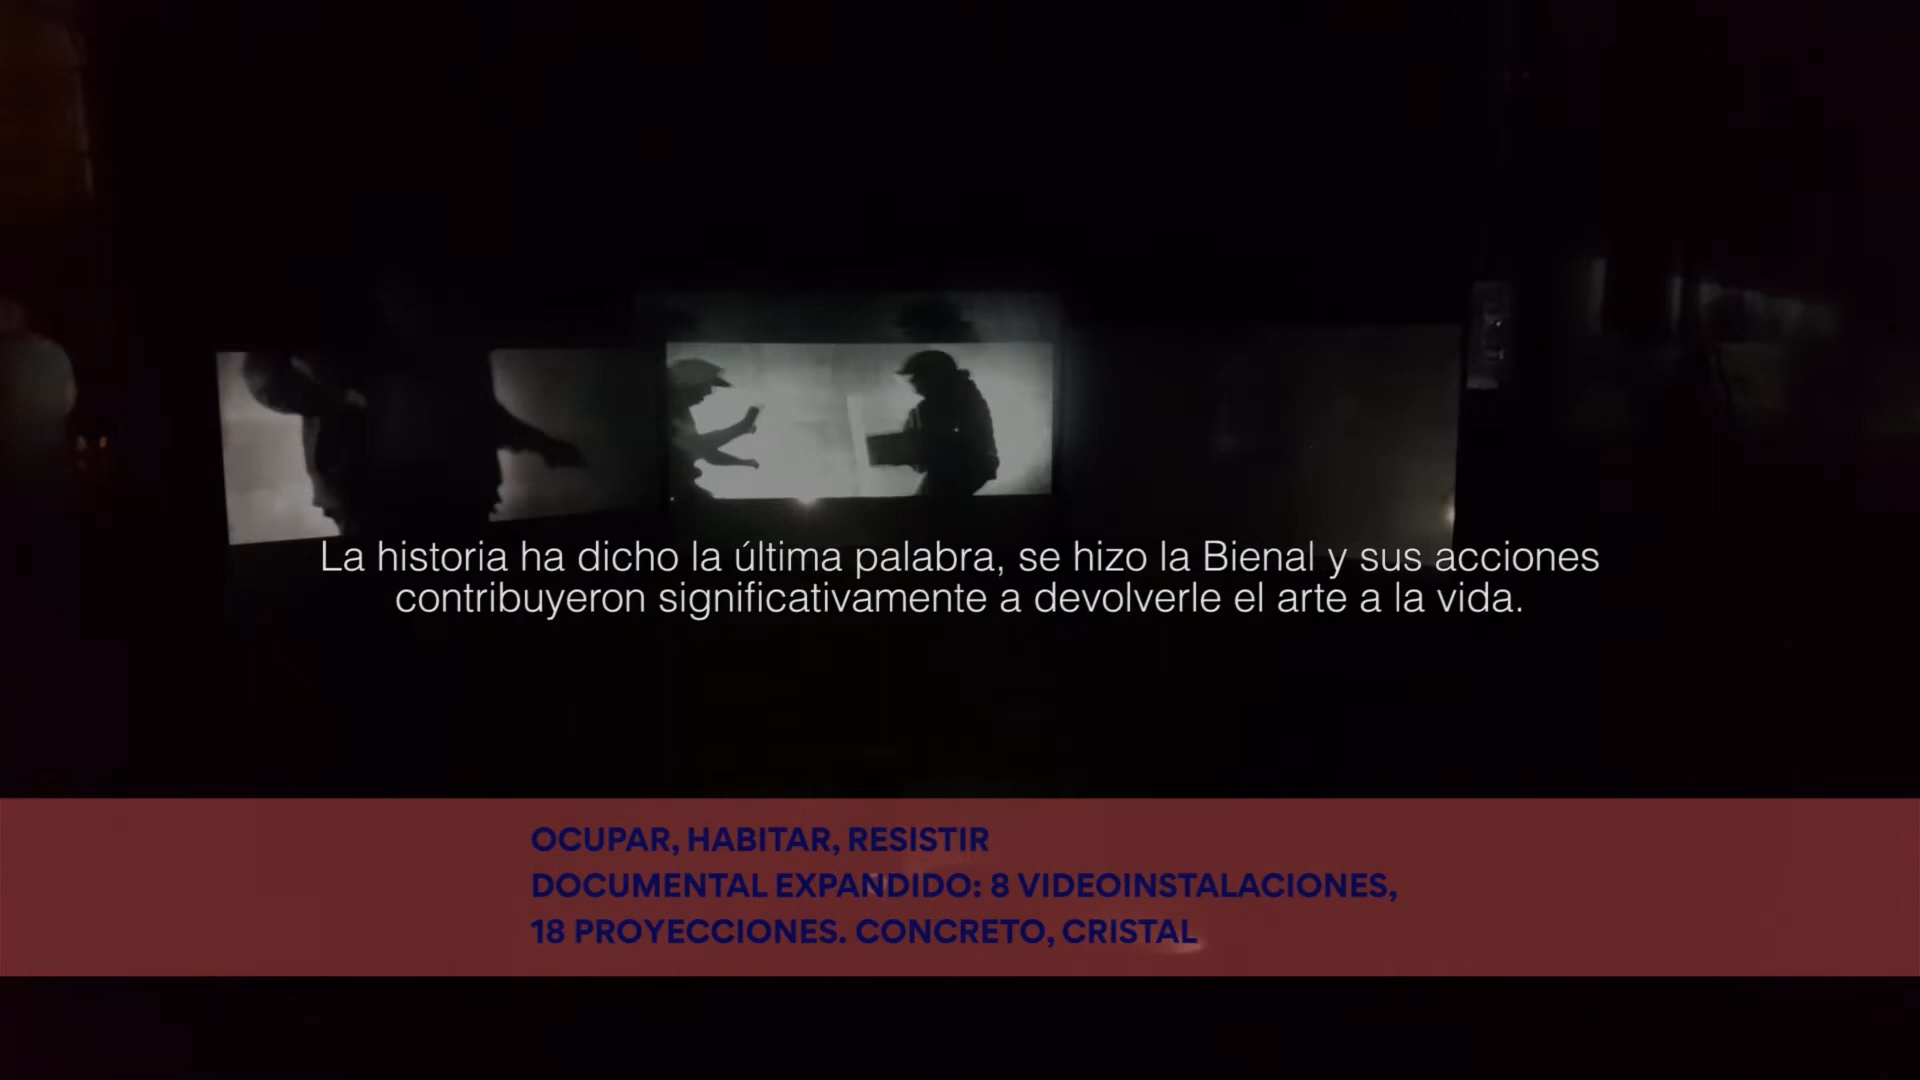 La historia ha dicho la última palabra, se hizo la Bienal y sus acciones
contribuyeron significativamente a devolverle el arte a la vida.
OCUPAR, HABITAR, RESISTIR
DOCUMENTAL EXPANDIDO: 8 VIDEOINSTALACIONES,
18 PROYECCIONES. CONCRETO, CRISTAL